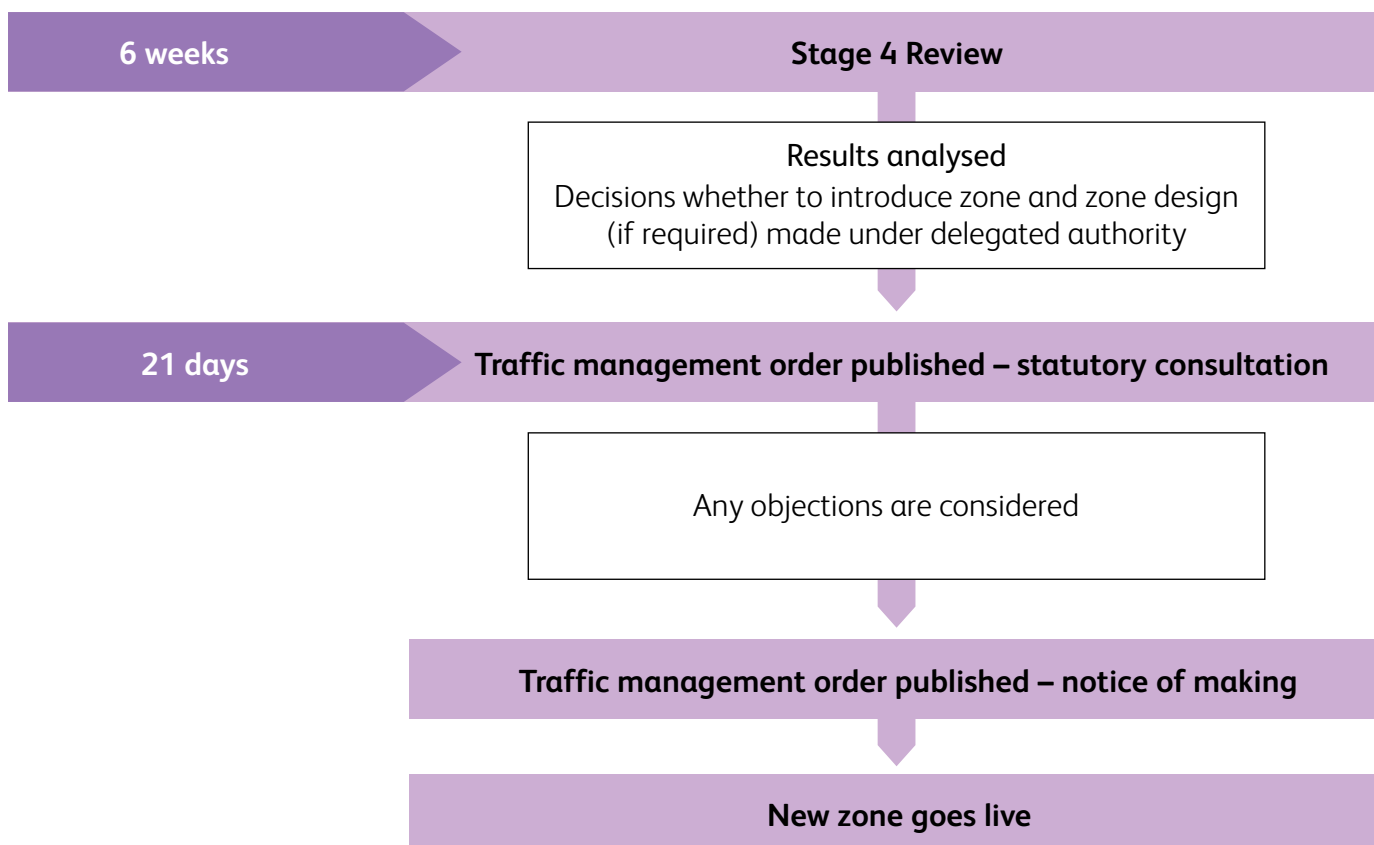 6 weeks
Stage 4 Review
Results analysed
Decisions whether to introduce zone and zone design
(if required) made under delegated authority
21 days
Traffic management order published – statutory consultation
Any objections are considered
Traffic management order published – notice of making
New zone goes live